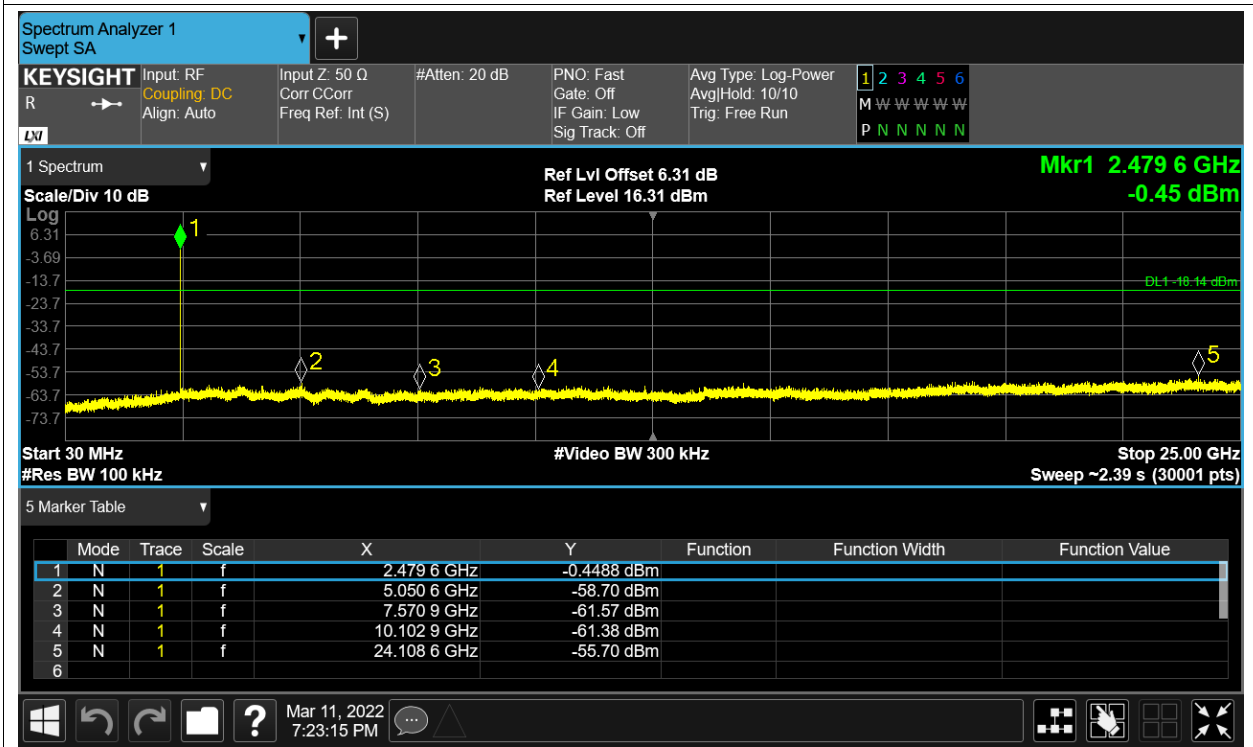 Spectrum Analyzer 1
Swept SA
KEYSIGHT
R
LXI
Input: RF
Coupling: DC
Align: Auto
Input Z: 50 Ω
Corr CCorr
Freq Ref: Int (S)
#Atten: 20 dB
PNO: Fast
Gate: Off
IF Gain: Low
Sig Track: Off
Avg Type: Log-Power
Avg|Hold: 10/10
Trig: Free Run
1 2 3 4 5 6
M W W W W W
P N N N N N
1 Spectrum
Scale/Div 10 dB
Ref Lvl Offset 6.31 dB
Ref Level 16.31 dBm
Mkr1 2.479 6 GHz
-0.45 dBm
Log
6.31
-3.69
-13.7
-23.7
-33.7
-43.7
-53.7
-63.7
-73.7
1
2
3
4
5
Start 30 MHz
#Res BW 100 kHz
#Video BW 300 kHz
Stop 25.00 GHz
Sweep ~2.39 s (30001 pts)
5 Marker Table
Mode Trace Scale X Y Function Function Width Function Value
1 N 1 f 2.479 6 GHz -0.4488 dBm
2 N 1 f 5.050 6 GHz -58.70 dBm
3 N 1 f 7.570 9 GHz -61.57 dBm
4 N 1 f 10.102 9 GHz -61.38 dBm
5 N 1 f 24.108 6 GHz -55.70 dBm
6
?
Mar 11, 2022
7:23:15 PM